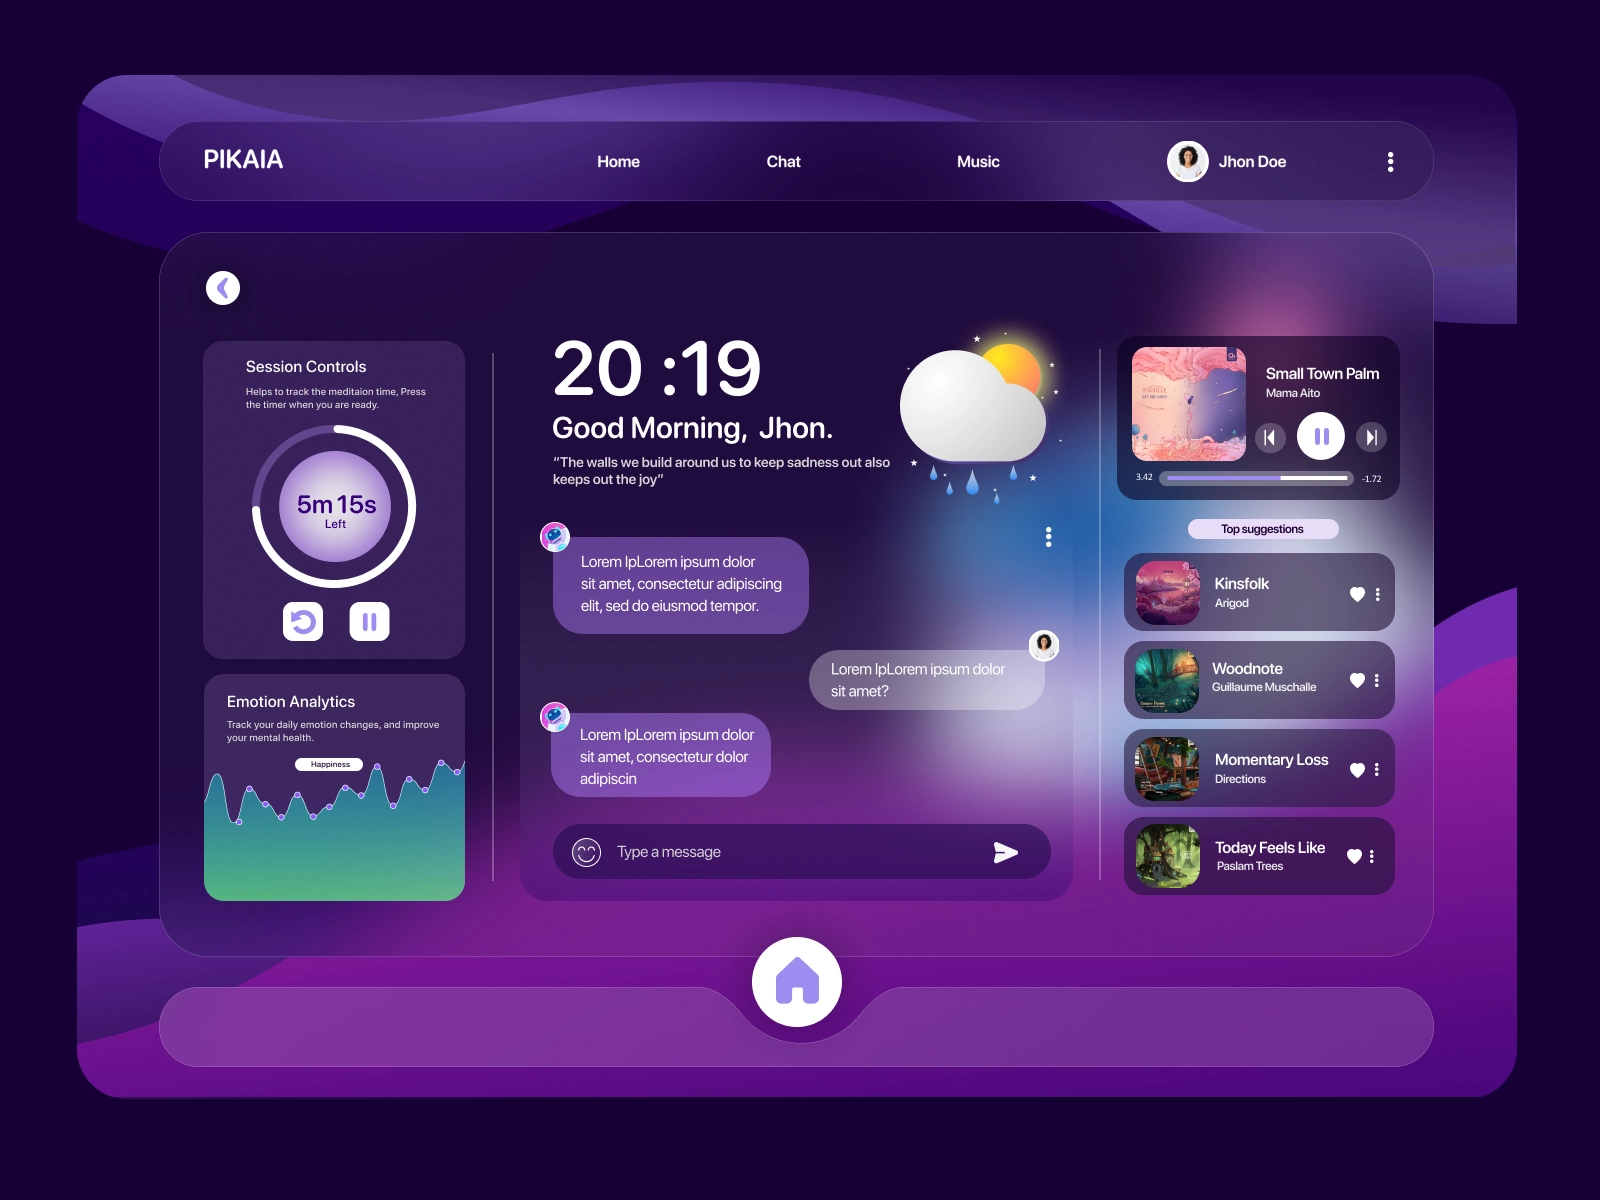 PIKAIA
Home
Chat
Music
Jhon Doe
Session Controls
Helps to track the meditaion time, Press
the timer when you are ready.
5m 15s
Left
Emotion Analytics
Track your daily emotion changes, and improve
your mental health.
Happiness
20 :19
Good Morning, Jhon.
“The walls we build around us to keep sadness out also
keeps out the joy”
Lorem IpLorem ipsum dolor
sit amet, consectetur adipiscing
elit, sed do eiusmod tempor.
Lorem IpLorem ipsum dolor
sit amet?
Lorem IpLorem ipsum dolor
sit amet, consectetur dolor
adipiscin
Type a message
Ch
Small Town Palm
Mama Aito
3.42
-1.72
Top suggestions
Kinsfolk
Arigod
Woodnote
Guillaume Muschalle
Momentary Loss
Directions
Today Feels Like
Paslam Trees